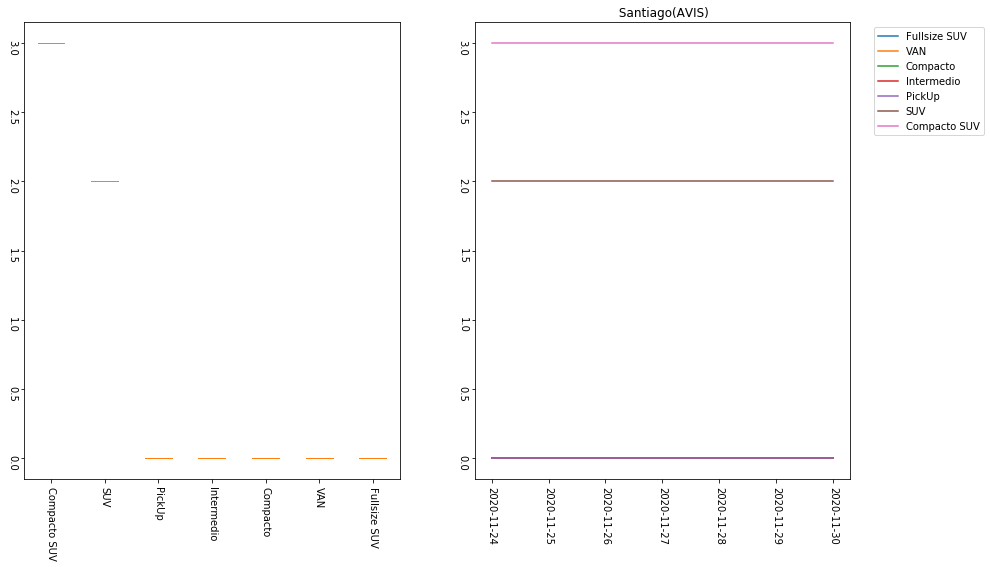 3.0
2.5
2.0
1.5
1.0
0.5
0.0
Compacto SUV
SUV
PickUp
Intermedio
Compacto
VAN
Fullsize SUV
Santiago(AVIS)
3.0
2.5
2.0
1.5
1.0
0.5
0.0
2020-11-24
2020-11-25
2020-11-26
2020-11-27
2020-11-28
2020-11-29
2020-11-30
Fullsize SUV
VAN
Compacto
Intermedio
PickUp
SUV
Compacto SUV